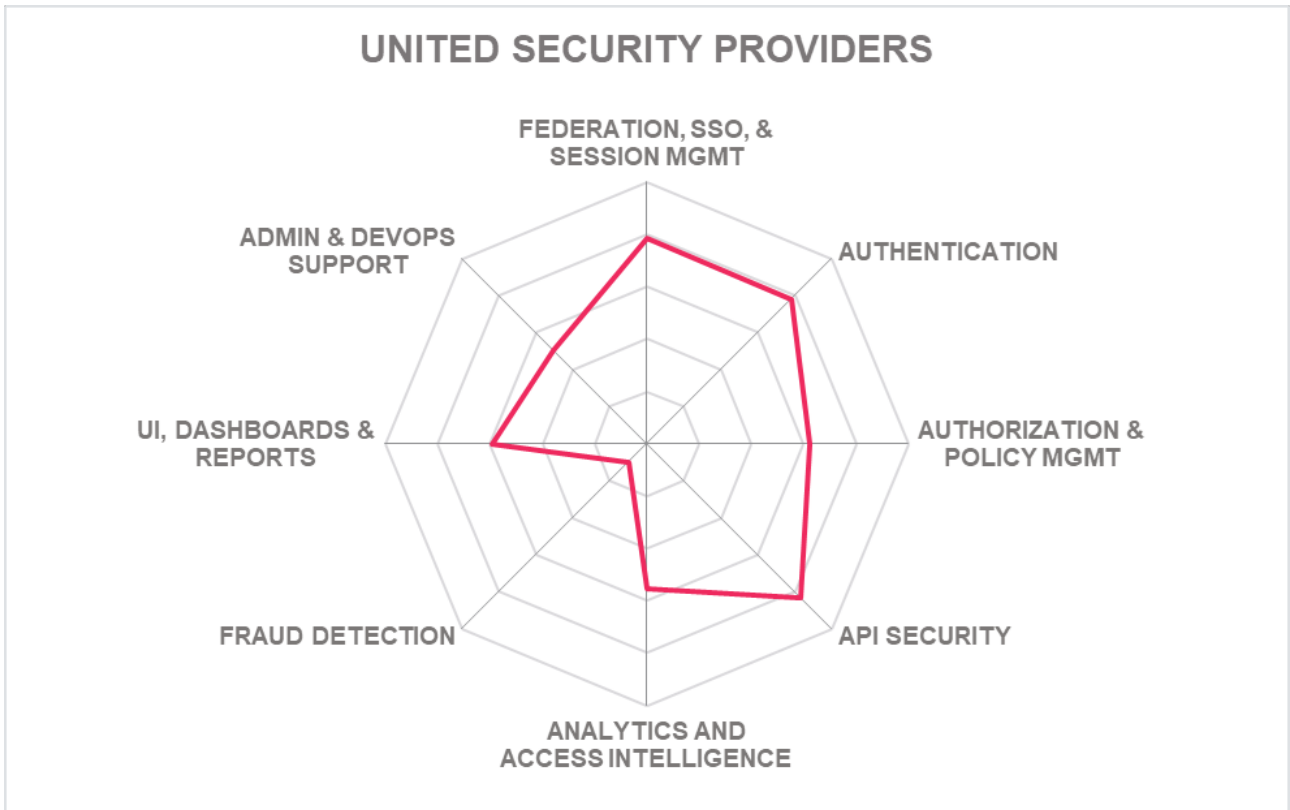 UNITED SECURITY PROVIDERS
FEDERATION, SSO, &
SESSION MGMT
ADMIN & DEVOPS
SUPPORT
AUTHENTICATION
UI, DASHBOARDS &
REPORTS
AUTHORIZATION &
POLICY MGMT
FRAUD DETECTION
API SECURITY
ANALYTICS AND
ACCESS INTELLIGENCE